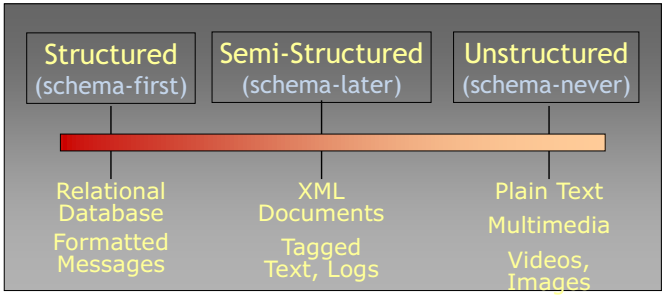 Structured
(schema-first)
Semi-Structured
(schema-later)
Unstructured
(schema-never)
Relational
Database
Formatted
Messages
XML
Documents
Tagged
Text, Logs
Plain Text
Multimedia
Videos,
Images